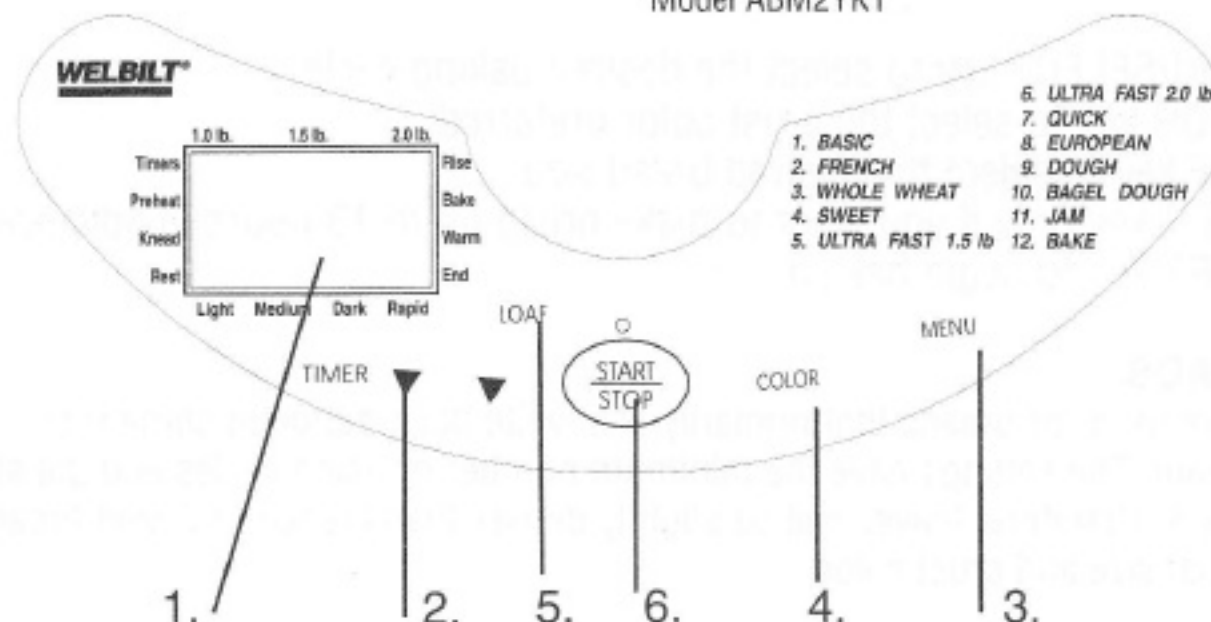 Model ABM2YK1
WELBILT®
1.0 lb. 1.5 lb. 2.0 lb.
Timers
Preheat
Knead
Rest
Rise
Bake
Warm
End
Light Medium Dark Rapid
1. BASIC
2. FRENCH
3. WHOLE WHEAT
4. SWEET
5. ULTRA FAST 1.5 lb
6. ULTRA FAST 2.0 lb
7. QUICK
8. EUROPEAN
9. DOUGH
10. BAGEL DOUGH
11. JAM
12. BAKE
LOAF
MENU
TIMER
START
STOP
COLOR
1. 2. 5. 6. 4. 3.